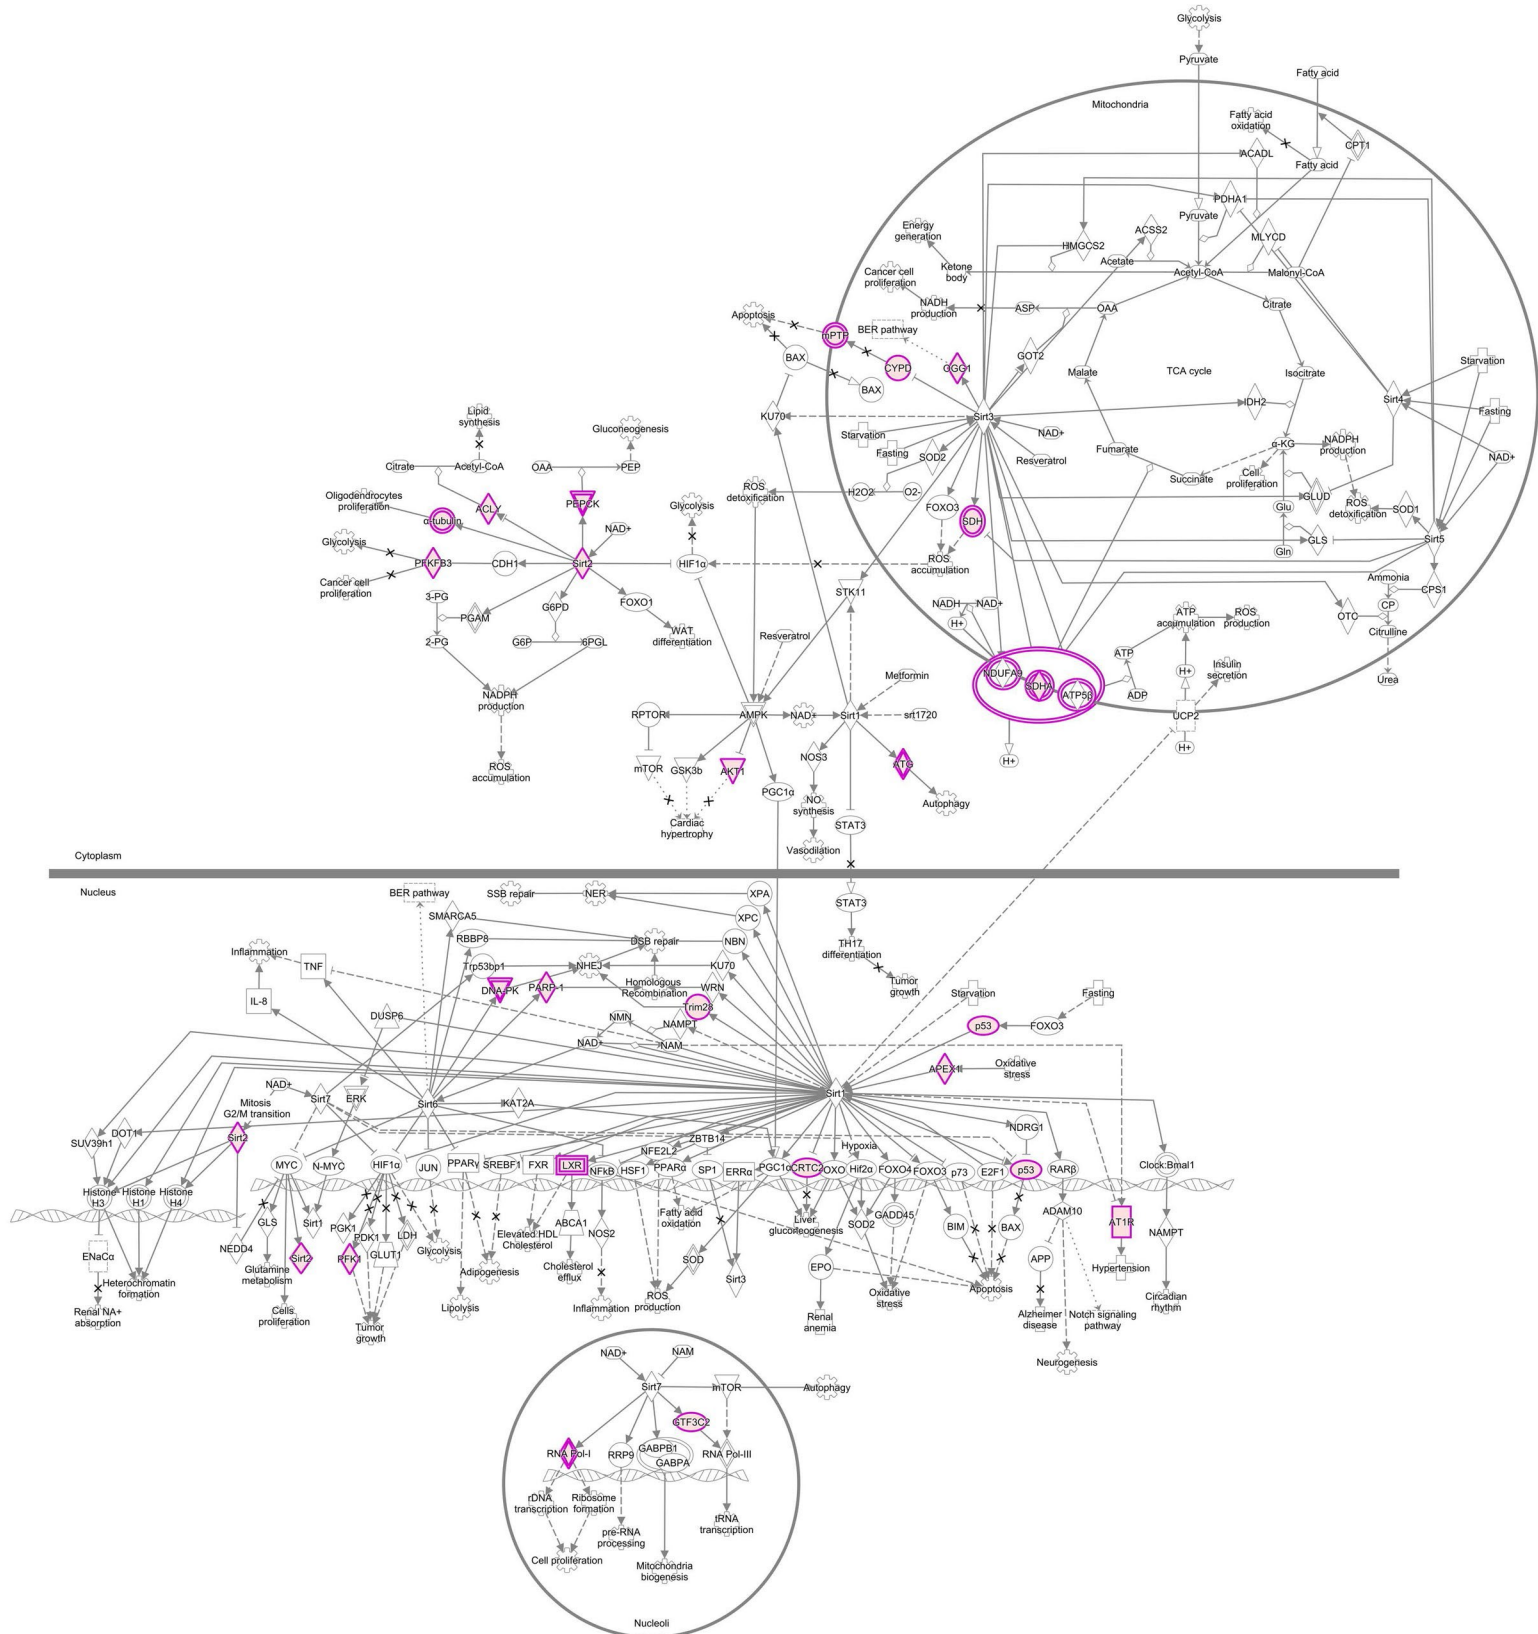 Glycolysis
Pyruvate
Fatty acid
Mitochondria
Fatty acid
oxidation
CPT1
ACADL
Fatty acid
PDHA1
Pyruvate
ACSS2
MLYCD
Energy
generation
HMGCS2
Acetate
Ketone
body
Acetyl-CoA
Malonyl-CoA
Cancer cell
proliferation
NADH
production
ASP
OAA
Citrate
Apoptosis
mPTP
BER pathway
BAX
CYPD
OGG1
GOT2
BAX
Malate
TCA cycle
Isocitrate
Starvation
Sirt4
Fasting
KU70
Sirt3
IDH2
Starvation
Fasting
SOD2
NAD+
Resveratrol
Fumarate
α-KG
NADPH
production
NAD+
Succinate
Cell
proliferation
Lipid
synthesis
Gluconeogenesis
Citrate
Acetyl-CoA
OAA
PEP
ROS
detoxification
H2O2
O2-
GLUD
Glu
ROS
detoxification
SOD1
Oligodendrocytes
proliferation
α-tubulin
ACLY
PEPCK
Glycolysis
FOXO3
SDH
NAD+
Glycolysis
PFKFB3
CDH1
Sirt2
HIF1α
ROS
accumulation
Gln
GLS
Sirt5
Cancer cell
proliferation
STK11
Ammonia
CPS1
3-PG
PGAM
G6PD
FOXO1
NADH
NAD+
H+
CP
OTC
Citrulline
2-PG
G6P
6PGL
WAT
differentiation
Resveratrol
ATP
accumulation
ROS
production
ATP
ADP
H+
Insulin
secretion
Urea
NDUFA9
SDHA
ATP5β
Metformin
NADPH
production
RPTOR
AMPK
NAD+
Sirt1
srt1720
UCP2
H+
H+
ROS
accumulation
mTOR
GSK3b
AKT1
NOS3
ATG
PGC1α
NO
synthesis
Autophagy
Cardiac
hypertrophy
STAT3
Vasodilation
Cytoplasm
Nucleus
BER pathway
SSB repair
NER
XPA
STAT3
SMARCA5
XPC
RBBP8
DSB repair
NBN
TH17
differentiation
Inflammation
TNF
Trp53bp1
NHEJ
KU70
Tumor
growth
DNA-PK
PARP-1
Homologous
Recombination
WRN
Starvation
Fasting
IL-8
Trim28
DUSP6
NMN
NAMPT
p53
FOXO3
NAD+
NAM
APEX1
Oxidative
stress
NAD+
Sirt7
ERK
Sirt6
KAT2A
Sirt1
Mitosis
G2/M transition
SUV39h1
DOT1
Sirt2
NDRG1
ZBTB14
NFE2L2
Hypoxia
MYC
N-MYC
HIF1α
JUN
PPARγ
SREBF1
FXR
LXR
NFkB
HSF1
PPARα
SP1
ERRα
PGC1α
CRTC2
FOXO
Hif2α
FOXO4
FOXO3
p73
E2F1
p53
RARβ
Clock:Bmal1
Histone
H3
Histone
H1
Histone
H4
GLS
Sirt1
PGK1
PDK1
LDH
ABCA1
NOS2
Fatty acid
oxidation
Liver
gluconeogenesis
SOD2
GADD45
BIM
BAX
ADAM10
AT1R
NAMPT
ENaCα
NEDD4
Glutamine
metabolism
Sirt2
PFK1
GLUT1
Glycolysis
Elevated HDL
Cholesterol
SOD
EPO
APP
Hypertension
Heterochromatin
formation
Adipogenesis
Cholesterol
efflux
Sirt3
Apoptosis
Renal NA+
absorption
Cells
proliferation
Tumor
growth
Lipolysis
Inflammation
ROS
production
Renal
anemia
Oxidative
stress
Alzheimer
disease
Notch signaling
pathway
Circadian
rhythm
Neurogenesis
NAD+
NAM
Sirt7
mTOR
Autophagy
GTF3C2
RNA Pol-I
RRP9
GABPB1
GABPA
RNA Pol-III
rDNA
transcription
Ribosome
formation
pre-RNA
processing
tRNA
transcription
Cell proliferation
Mitochondria
biogenesis
Nucleoli